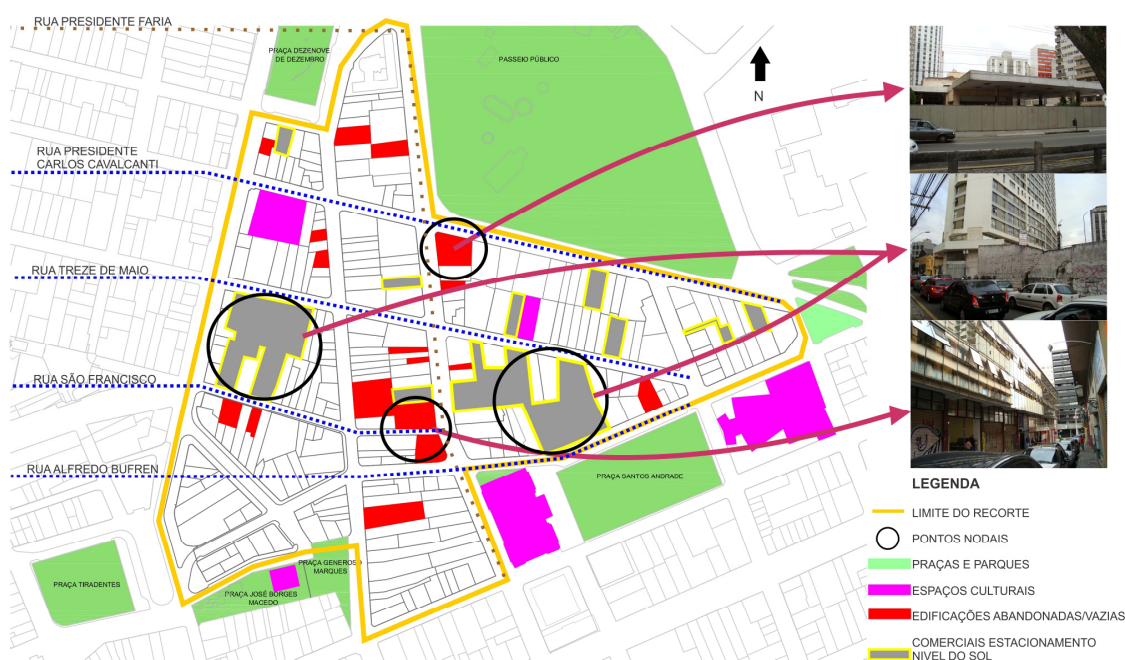 RUA PRESIDENTE FARIA
PRAÇA DEZENOVE
DE DEZEMBRO
PASSEIO PÚBLICO
N
RUA PRESIDENTE
CARLOS CAVALCANTI
RUA TREZE DE MAIO
RUA SÃO FRANCISCO
RUA ALFREDO BUFREN
PRAÇA SANTOS ANDRADE
PRAÇA GENEROSO
MARQUES
PRAÇA TIRADENTES
PRAÇA JOSÉ BORGES
MACEDO
LEGENDA
LIMITE DO RECORTE
PONTOS NODAIS
PRAÇAS E PARQUES
ESPAÇOS CULTURAIS
EDIFICAÇÕES ABANDONADAS/VAZIAS
COMERCIAIS ESTACIONAMENTO
NIVEL DO SOL